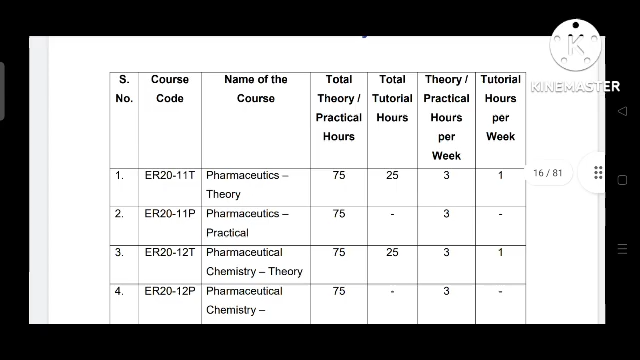 S. No. | Course Code | Name of the Course | Total Theory / Practical Hours | Total Tutorial Hours | Theory / Practical Hours per Week | Tutorial Hours per Week
1. | ER20-11T | Pharmaceutics – Theory | 75 | 25 | 3 | 1
2. | ER20-11P | Pharmaceutics – Practical | 75 | - | 3 | -
3. | ER20-12T | Pharmaceutical Chemistry – Theory | 75 | 25 | 3 | 1
4. | ER20-12P | Pharmaceutical Chemistry – | 75 | - | 3 | -
16 / 81
K
KINEMASTER